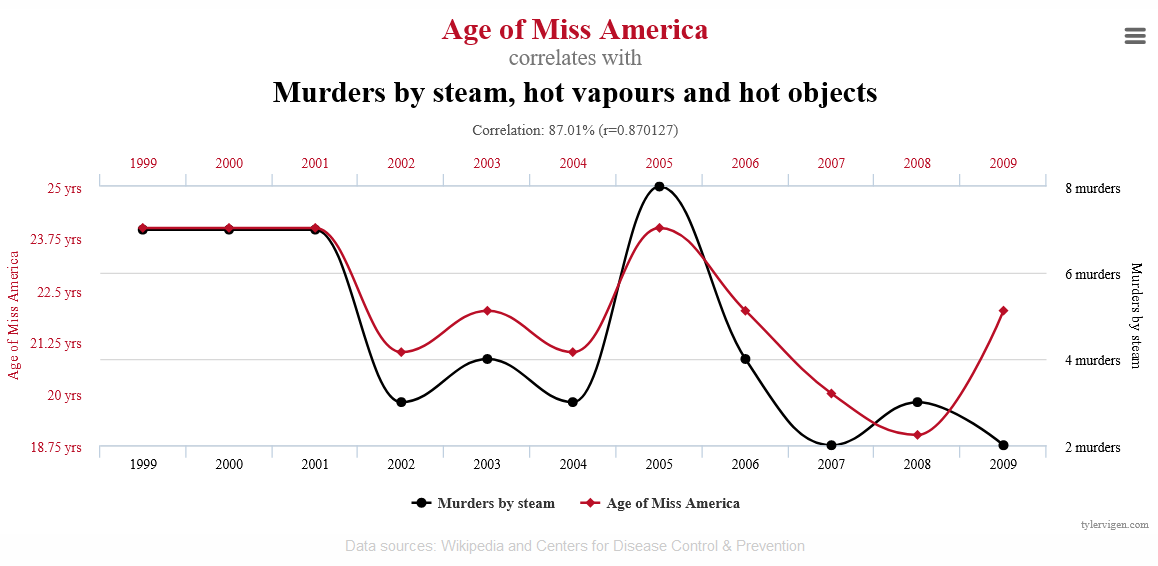 Age of Miss America
correlates with
Murders by steam, hot vapours and hot objects
Correlation: 87.01% (r=0.870127)
1999 2000 2001 2002 2003 2004 2005 2006 2007 2008 2009
25 yrs
23.75 yrs
22.5 yrs
21.25 yrs
20 yrs
18.75 yrs
Age of Miss America
8 murders
6 murders
4 murders
2 murders
Murders by steam
1999 2000 2001 2002 2003 2004 2005 2006 2007 2008 2009
Murders by steam Age of Miss America
tylervigen.com
Data sources: Wikipedia and Centers for Disease Control & Prevention